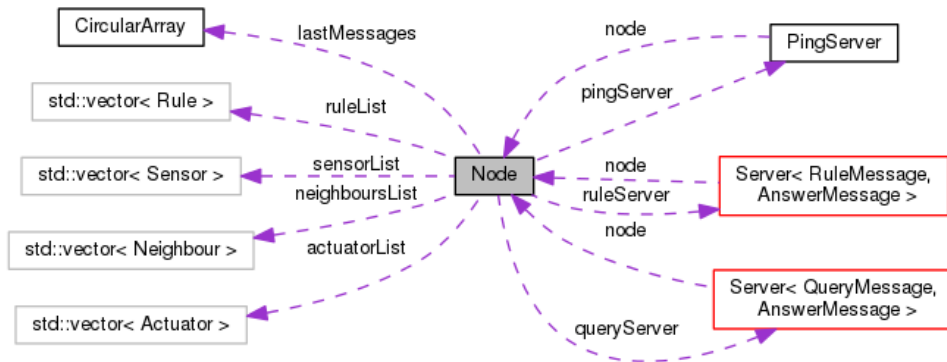 CircularArray
lastMessages
node
PingServer
pingServer
std::vector< Rule >
ruleList
std::vector< Sensor >
sensorList
Node
node
Server< RuleMessage,
AnswerMessage >
ruleServer
neighboursList
node
std::vector< Neighbour >
actuatorList
Server< QueryMessage,
AnswerMessage >
std::vector< Actuator >
queryServer